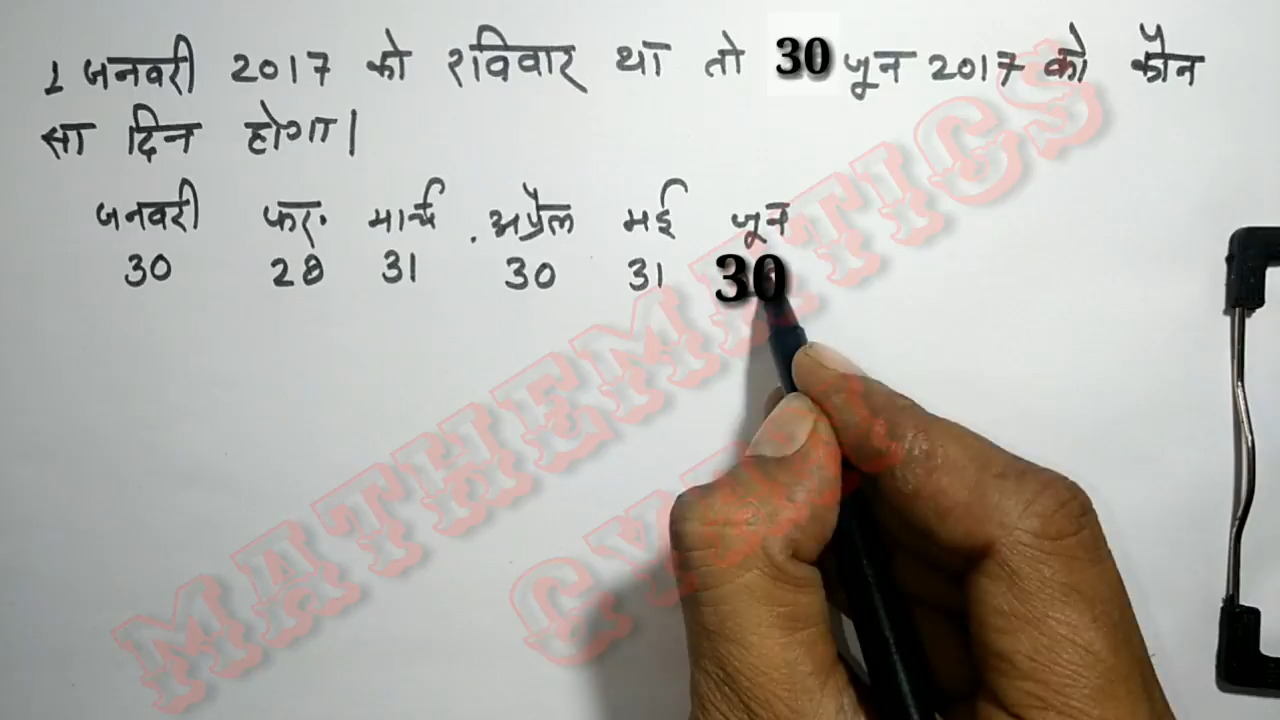 1 जनवरी 2017 को रविवार था तो 30 जून 2017 को कौन
सा दिन होगा।
जनवरी फर. मार्च . अप्रैल मई जून
30 28 31 30 31 30
MATHEMATICS